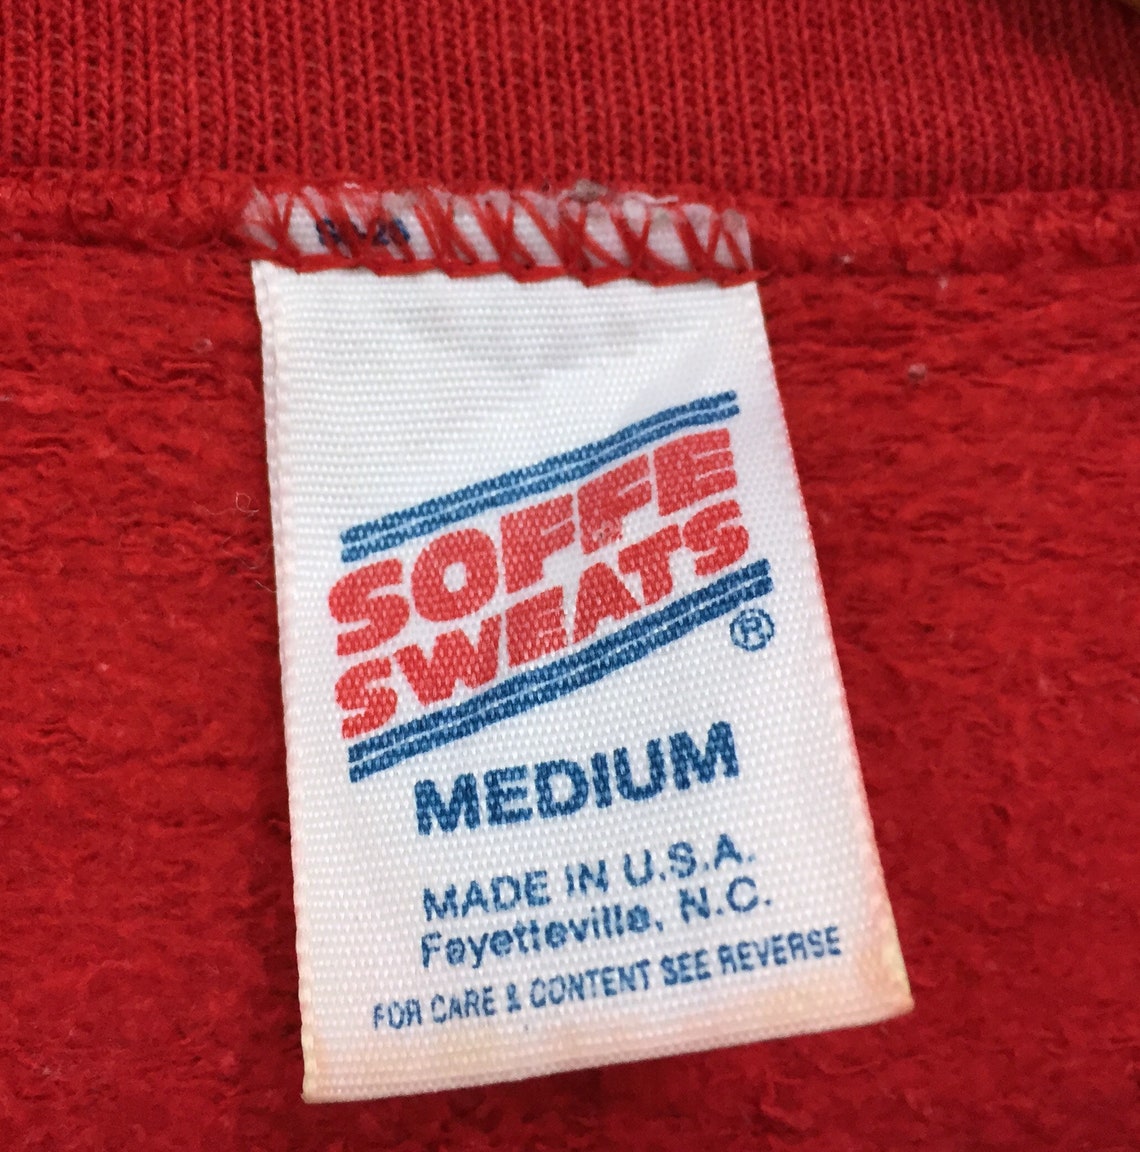 SOFFE
SWEATS
®
MEDIUM
MADE IN U.S.A.
Fayetteville, N.C.
FOR CARE & CONTENT SEE REVERSE